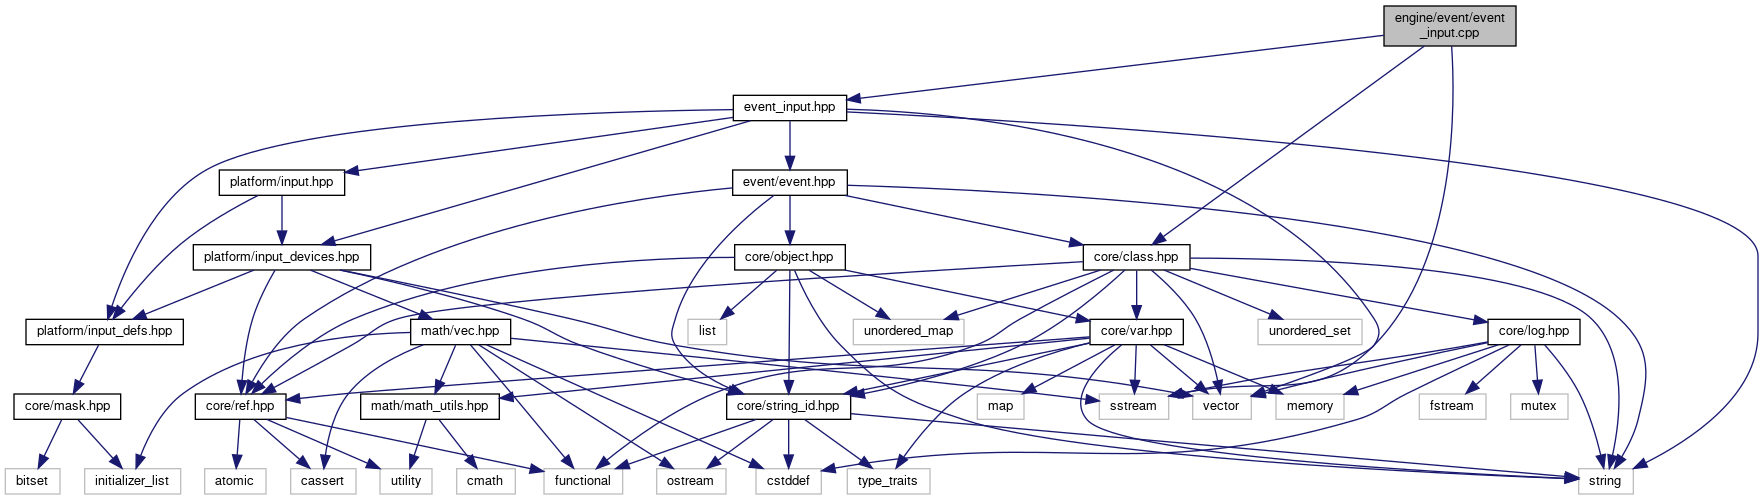 engine/event/event
_input.cpp
event_input.hpp
platform/input.hpp
event/event.hpp
platform/input_devices.hpp
core/object.hpp
core/class.hpp
platform/input_defs.hpp
math/vec.hpp
list
unordered_map
core/var.hpp
unordered_set
core/log.hpp
core/mask.hpp
core/ref.hpp
math/math_utils.hpp
core/string_id.hpp
map
sstream
vector
memory
fstream
mutex
bitset
initializer_list
atomic
cassert
utility
cmath
functional
ostream
cstddef
type_traits
string